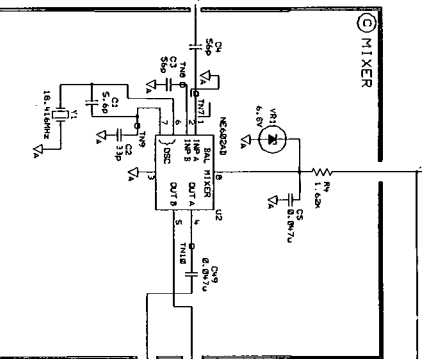 © MIXER
C4
56p
C3
56p
TN8
A
A
TN7
C1
5.6p
Y1
18.416MHz
A
TN9
C2
33p
A
A
7
6
2
1
3
8
NE602AD
BAL MIXER
INP A
INP B
OSC
OUT A
OUT B
5
4
U2
TN10
C49
0.047u
VR1
6.8V
A
C5
0.047u
A
R4
1.62K